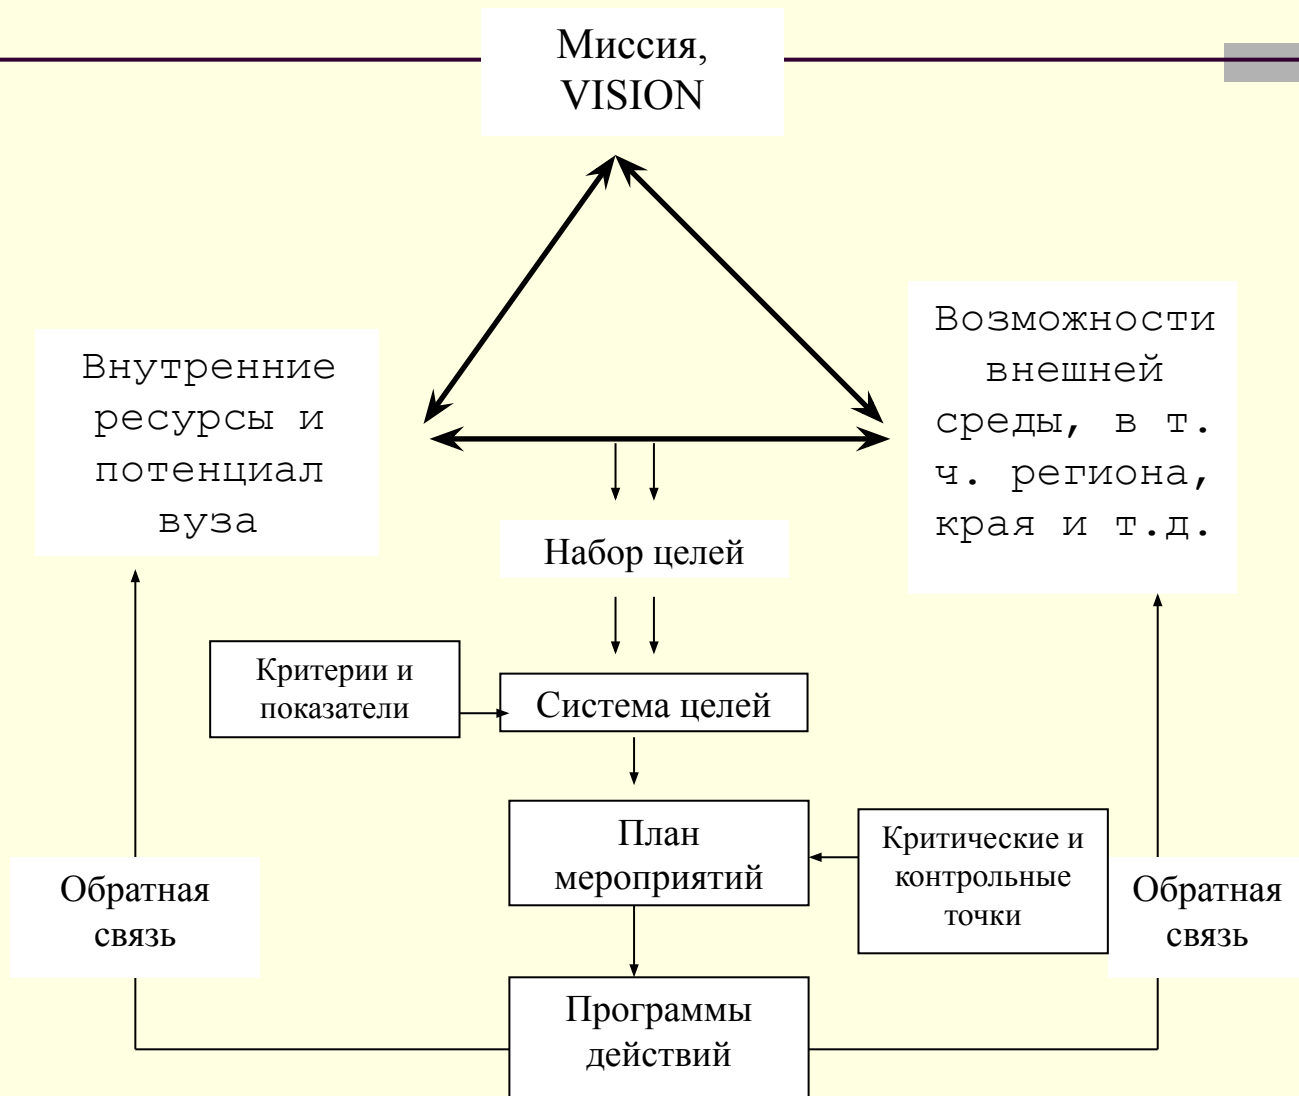 Миссия,
VISION
Внутренние
ресурсы и
потенциал
вуза
Возможности
внешней
среды, в т.
ч. региона,
края и т.д.
Набор целей
Критерии и
показатели
Система целей
План
мероприятий
Критические и
контрольные
точки
Обратная
связь
Обратная
связь
Программы
действий